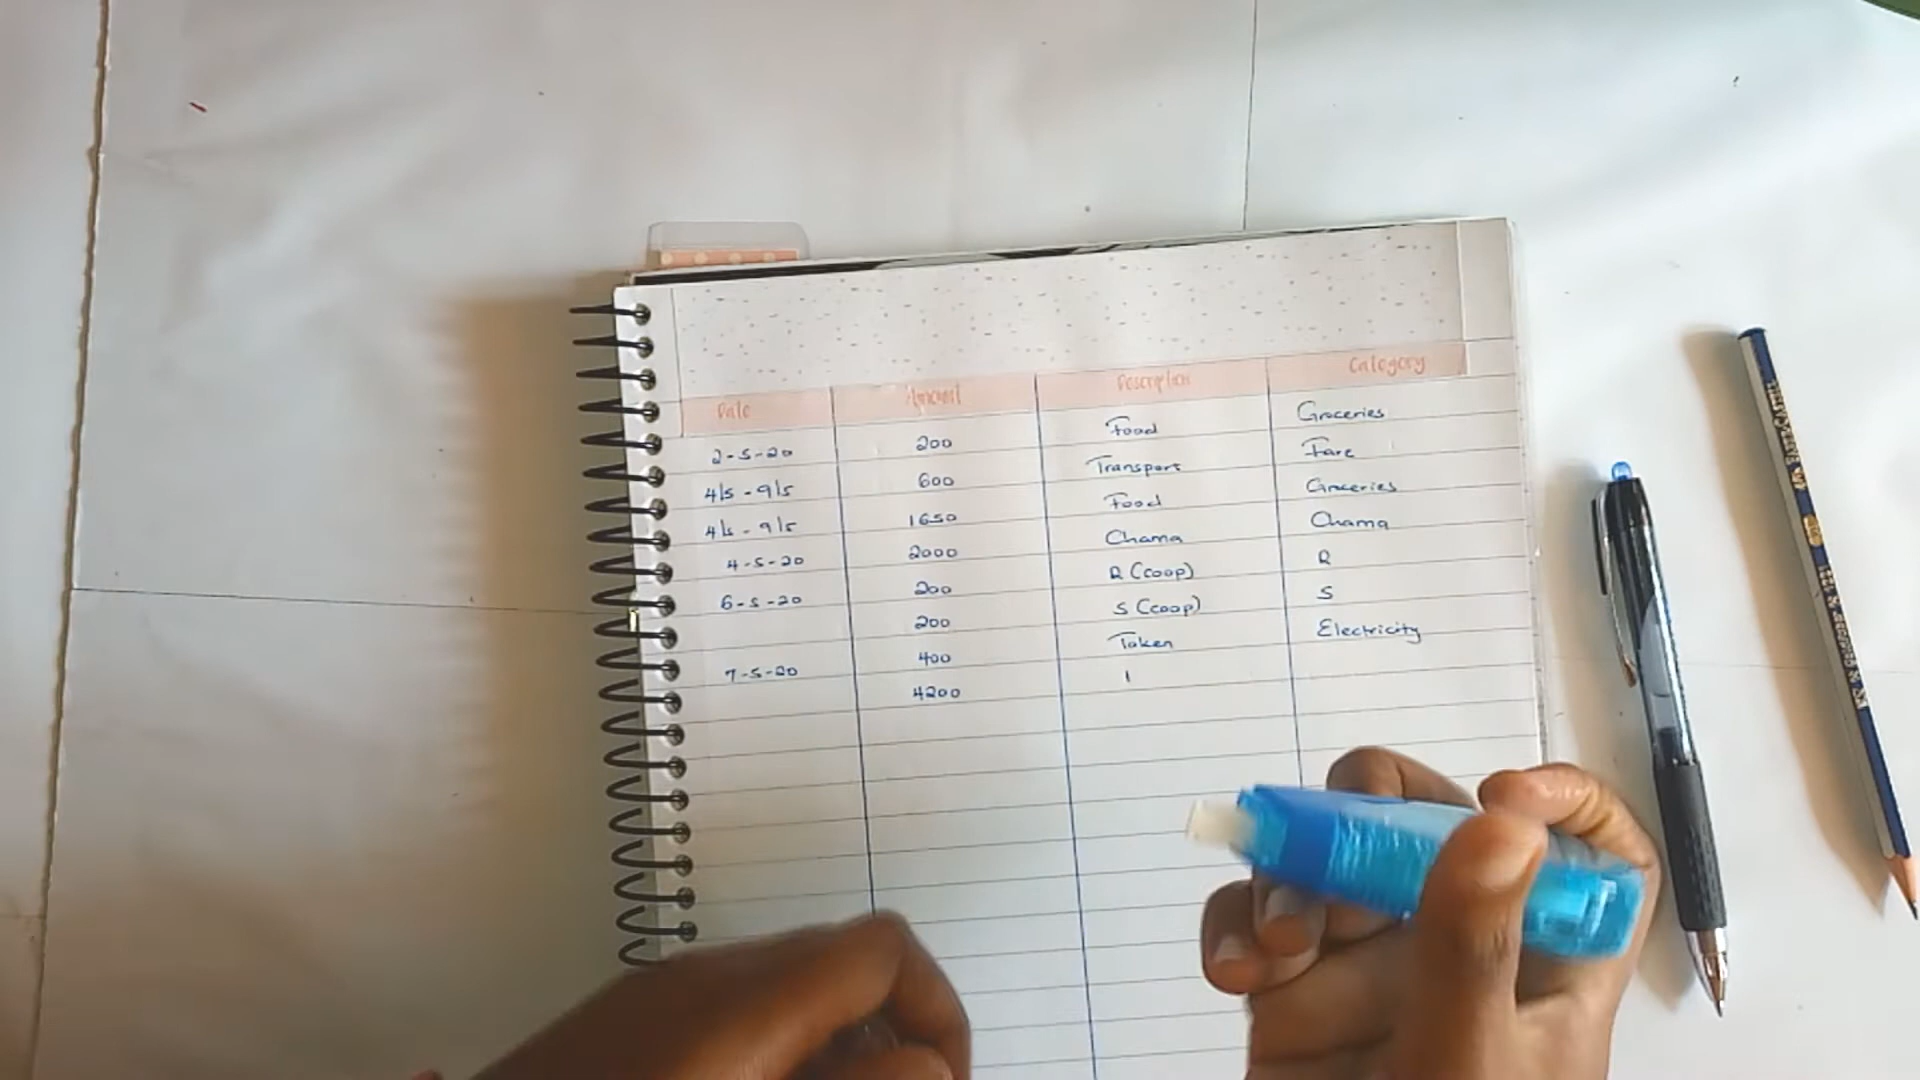 Date Amount Description Category
2-5-20 200 Food Groceries
4/5 - 9/5 600 Transport Fare
4/5 - 9/5 1650 Food Groceries
4-5-20 2000 Chama Chama
6-5-20 200 R (coop) R
200 S (coop) S
7-5-20 400 Token Electricity
4200